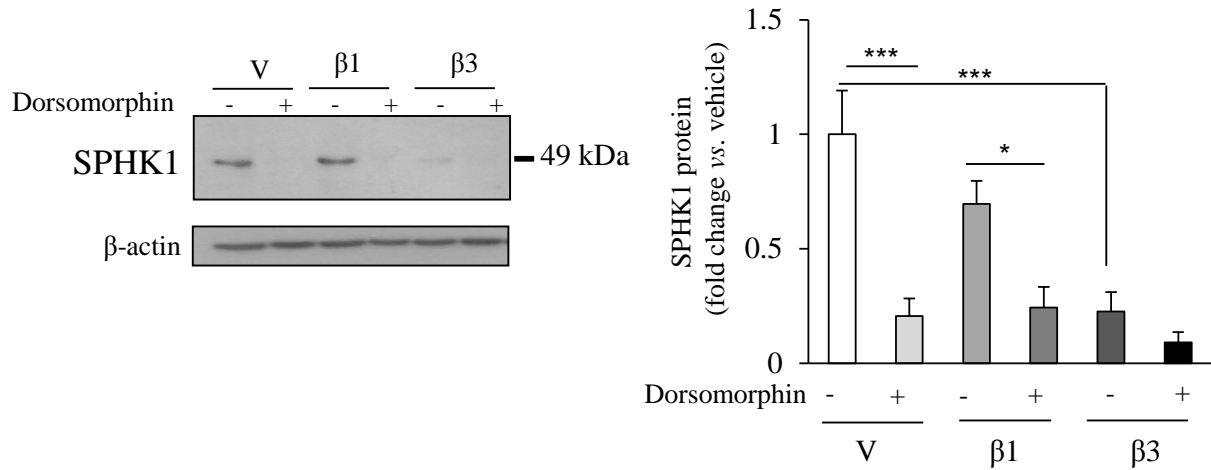 V β1 β3
Dorsomorphin - + - + - +
SPHK1
49 kDa
β-actin
SPHK1 protein
(fold change vs. vehicle)
1.5
1
0.5
0
***
***
*
Dorsomorphin - + - + - +
V β1 β3